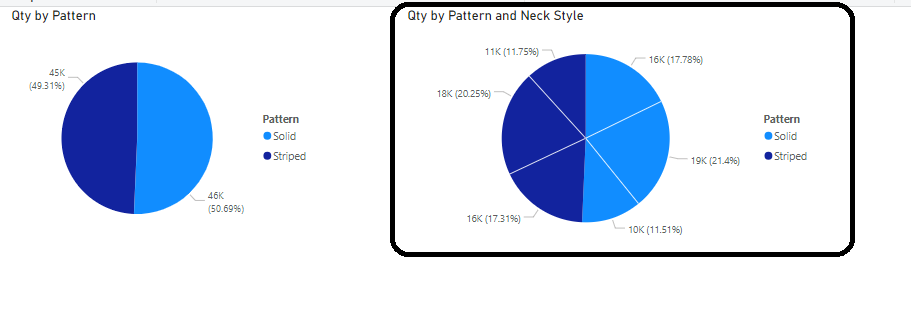 Qty by Pattern
45K
(49.31%)
46K
(50.69%)
Pattern
Solid
Striped
Qty by Pattern and Neck Style
11K (11.75%)
16K (17.78%)
18K (20.25%)
19K (21.4%)
16K (17.31%)
10K (11.51%)
Pattern
Solid
Striped